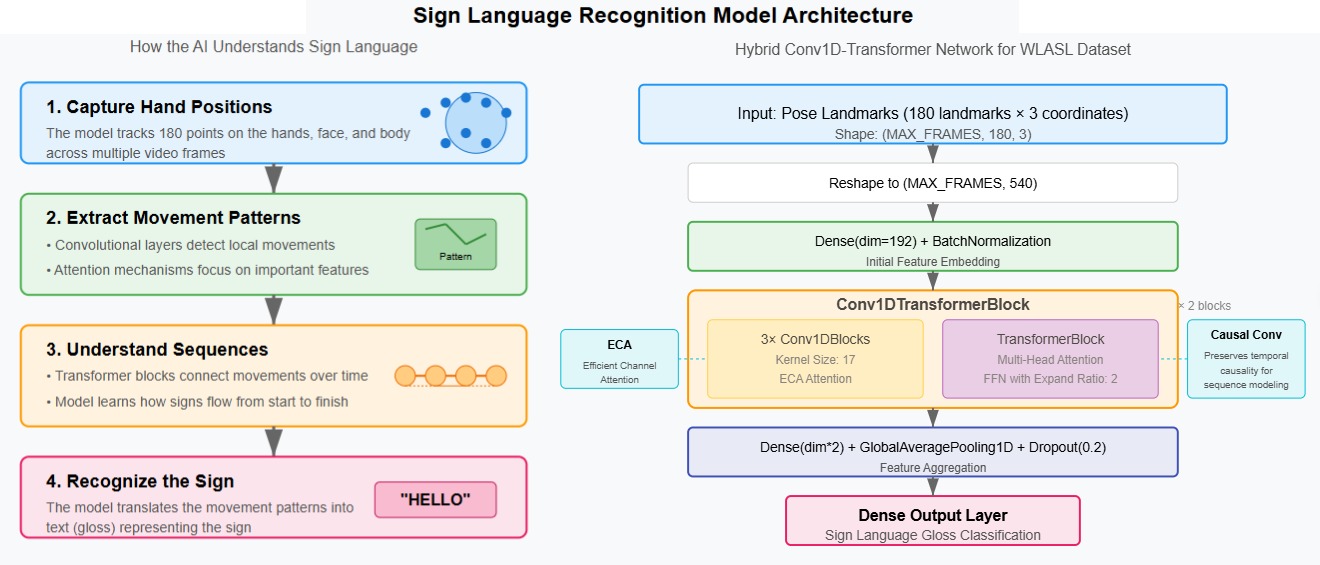 Sign Language Recognition Model Architecture
How the AI Understands Sign Language
1. Capture Hand Positions
The model tracks 180 points on the hands, face, and body
across multiple video frames
2. Extract Movement Patterns
• Convolutional layers detect local movements
• Attention mechanisms focus on important features
Pattern
3. Understand Sequences
• Transformer blocks connect movements over time
• Model learns how signs flow from start to finish
4. Recognize the Sign
The model translates the movement patterns into
text (gloss) representing the sign
"HELLO"
Hybrid Conv1D-Transformer Network for WLASL Dataset
Input: Pose Landmarks (180 landmarks × 3 coordinates)
Shape: (MAX_FRAMES, 180, 3)
Reshape to (MAX_FRAMES, 540)
Dense(dim=192) + BatchNormalization
Initial Feature Embedding
Conv1DTransformerBlock
× 2 blocks
ECA
Efficient Channel
Attention
3× Conv1DBlocks
Kernel Size: 17
ECA Attention
TransformerBlock
Multi-Head Attention
FFN with Expand Ratio: 2
Causal Conv
Preserves temporal
causality for
sequence modeling
Dense(dim*2) + GlobalAveragePooling1D + Dropout(0.2)
Feature Aggregation
Dense Output Layer
Sign Language Gloss Classification